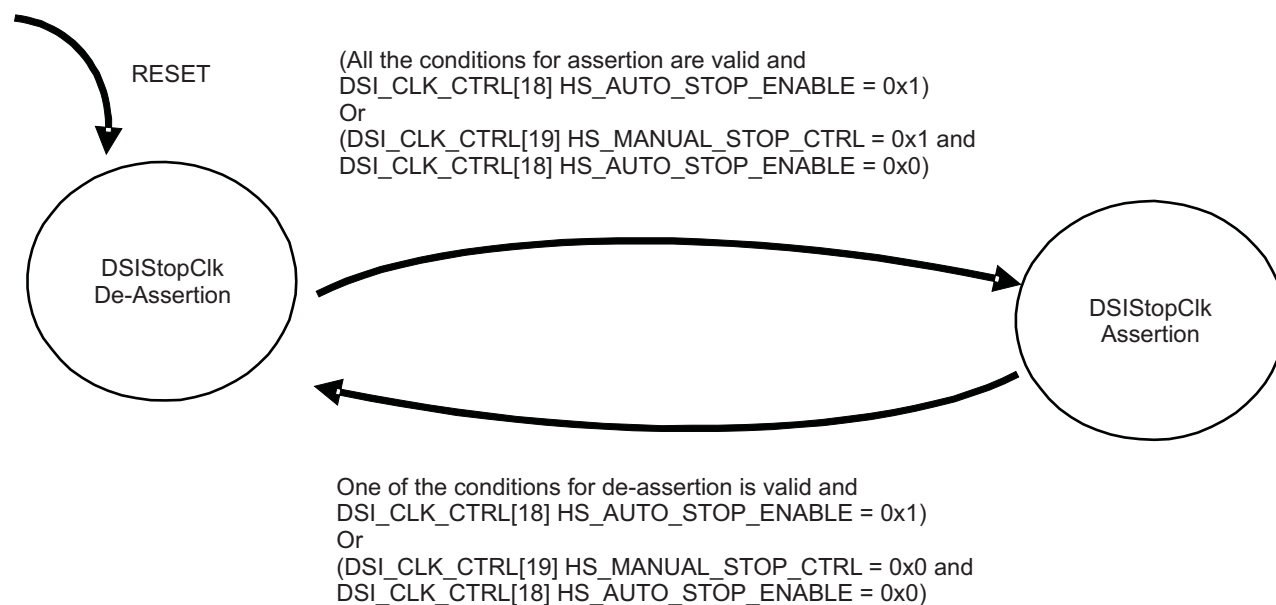 RESET
(All the conditions for assertion are valid and
DSI_CLK_CTRL[18] HS_AUTO_STOP_ENABLE = 0x1)
Or
(DSI_CLK_CTRL[19] HS_MANUAL_STOP_CTRL = 0x1 and
DSI_CLK_CTRL[18] HS_AUTO_STOP_ENABLE = 0x0)
DSIStopClk
De-Assertion
DSIStopClk
Assertion
One of the conditions for de-assertion is valid and
DSI_CLK_CTRL[18] HS_AUTO_STOP_ENABLE = 0x1)
Or
(DSI_CLK_CTRL[19] HS_MANUAL_STOP_CTRL = 0x0 and
DSI_CLK_CTRL[18] HS_AUTO_STOP_ENABLE = 0x0)